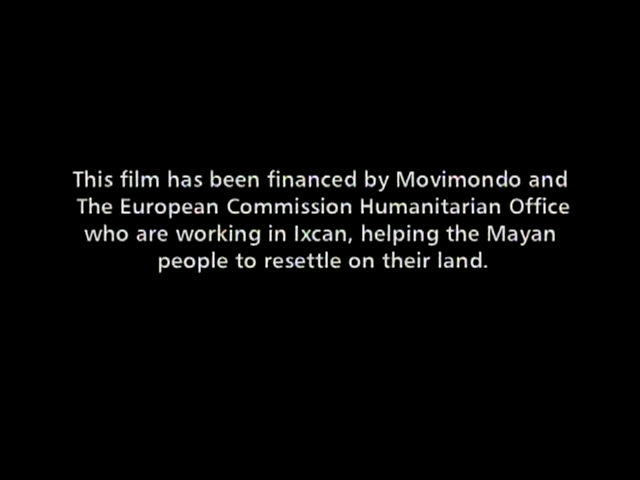 This film has been financed by Movimondo and
The European Commission Humanitarian Office
who are working in Ixcan, helping the Mayan
people to resettle on their land.